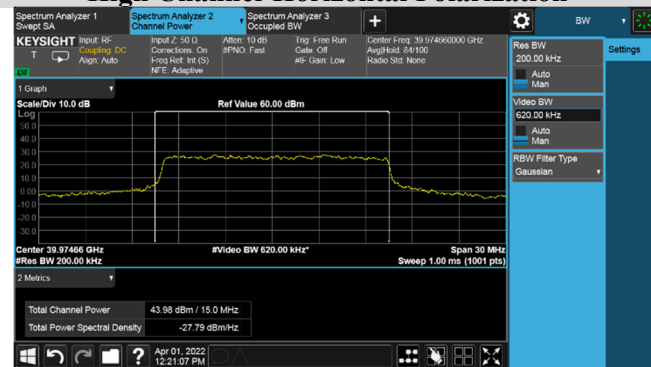 High Channel Horizontal Polarization
Spectrum Analyzer 1
Swept SA
Spectrum Analyzer 2
Channel Power
Spectrum Analyzer 3
Occupied BW
BW
KEYSIGHT
T
LXI
Input: RF
Coupling: DC
Align: Auto
Input Z: 50 Ω
Corrections: On
Freq Ref: Int (S)
NFE: Adaptive
Atten: 10 dB
#PNO: Fast
Trig: Free Run
Gate: Off
#IF Gain: Low
Center Freq: 39.974660000 GHz
Avg|Hold: 84/100
Radio Std: None
Res BW
200.00 kHz
Auto
Man
Settings
Video BW
620.00 kHz
Auto
Man
RBW Filter Type
Gaussian
1 Graph
Scale/Div 10.0 dB
Ref Value 60.00 dBm
Log
50.0
40.0
30.0
20.0
10.0
0.00
-10.0
-20.0
-30.0
Center 39.97466 GHz
#Video BW 620.00 kHz*
Span 30 MHz
#Res BW 200.00 kHz
Sweep 1.00 ms (1001 pts)
2 Metrics
Total Channel Power 43.98 dBm / 15.0 MHz
Total Power Spectral Density -27.79 dBm/Hz
?
Apr 01, 2022
12:21:07 PM